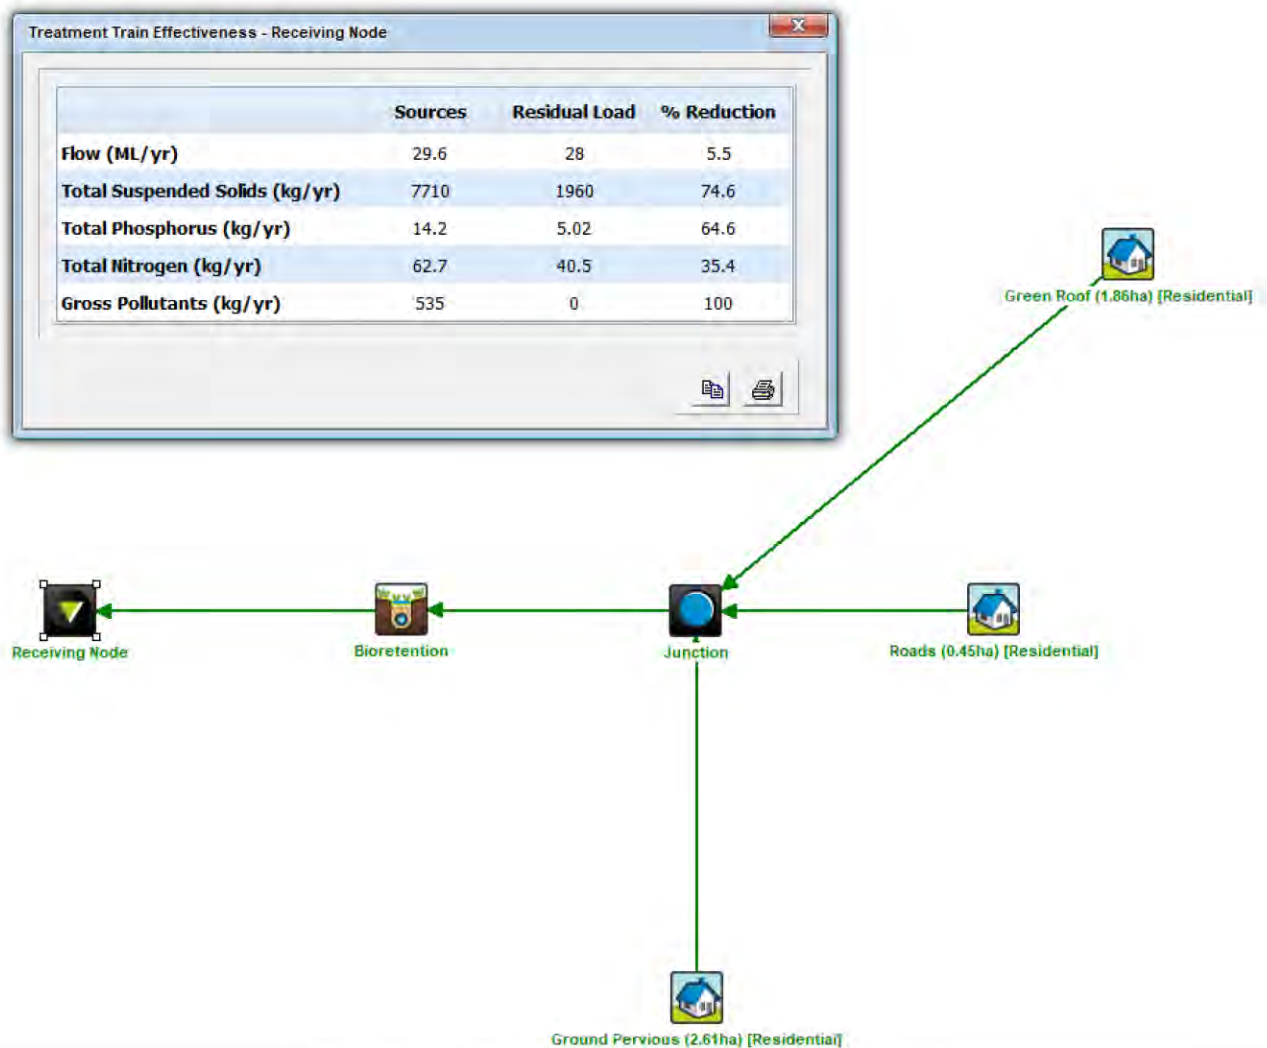 Treatment Train Effectiveness - Receiving Node
Sources Residual Load % Reduction
Flow (ML/yr) 29.6 28 5.5
Total Suspended Solids (kg/yr) 7710 1960 74.6
Total Phosphorus (kg/yr) 14.2 5.02 64.6
Total Nitrogen (kg/yr) 62.7 40.5 35.4
Gross Pollutants (kg/yr) 535 0 100
Green Roof (1.86ha) [Residential]
Receiving Node
Bioretention
Junction
Roads (0.45ha) [Residential]
Ground Pervious (2.61ha) [Residential]